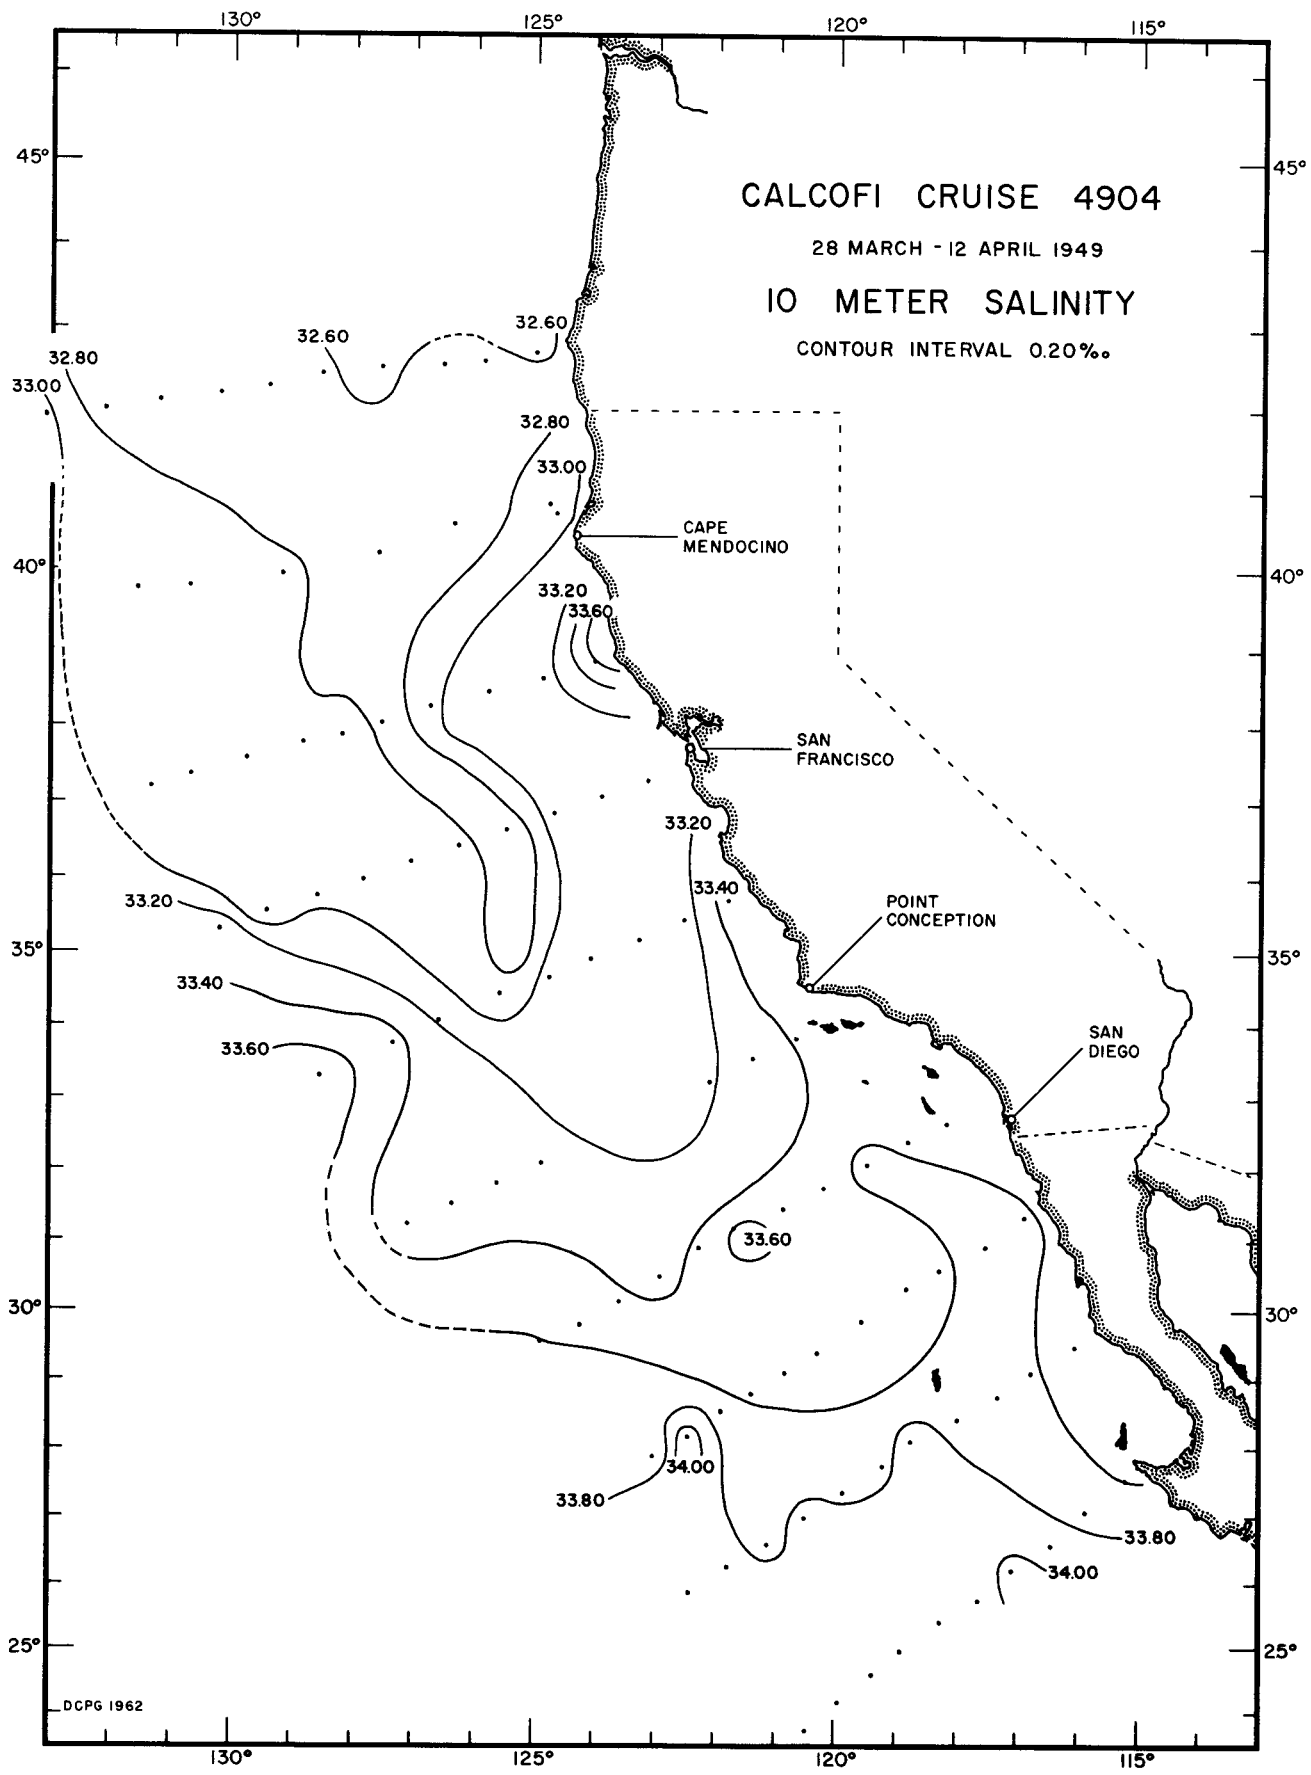 130°
125°
120°
115°
45°
45°
CALCOFI CRUISE 4904
28 MARCH - 12 APRIL 1949
10 METER SALINITY
CONTOUR INTERVAL 0.20‰
32.60
32.60
32.80
33.00
32.80
33.00
CAPE
MENDOCINO
40°
40°
33.20
33.60
SAN
FRANCISCO
33.20
33.40
33.20
POINT
CONCEPTION
35°
35°
33.40
33.60
SAN
DIEGO
33.60
30°
30°
34.00
33.80
33.80
34.00
25°
25°
DCPG 1962
130°
125°
120°
115°